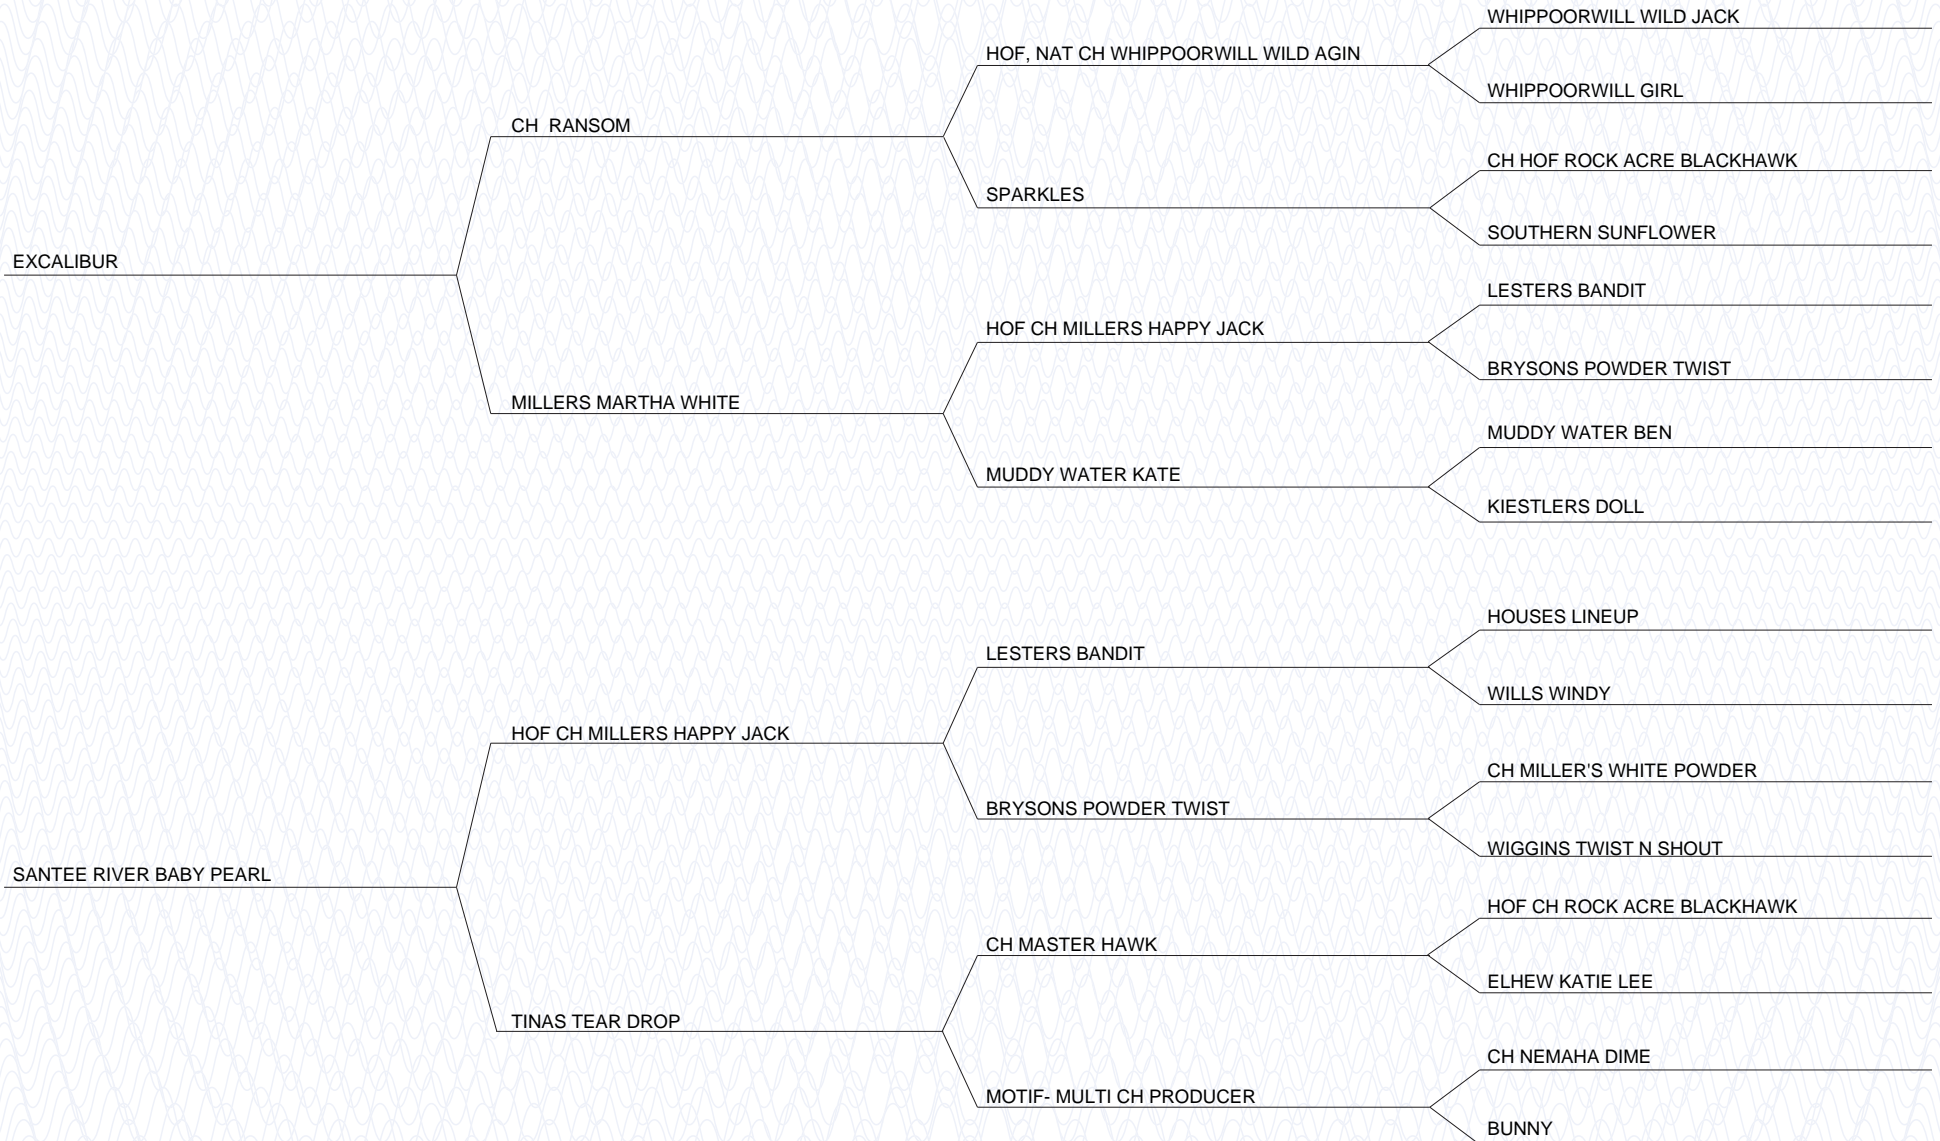 WHIPPOORWILL WILD JACK
HOF, NAT CH WHIPPOORWILL WILD AGIN
WHIPPOORWILL GIRL
CH  RANSOM
CH HOF ROCK ACRE BLACKHAWK
SPARKLES
SOUTHERN SUNFLOWER
EXCALIBUR
LESTERS BANDIT
HOF CH MILLERS HAPPY JACK
BRYSONS POWDER TWIST
MILLERS MARTHA WHITE
MUDDY WATER BEN
MUDDY WATER KATE
KIESTLERS DOLL
HOUSES LINEUP
LESTERS BANDIT
WILLS WINDY
HOF CH MILLERS HAPPY JACK
CH MILLER'S WHITE POWDER
BRYSONS POWDER TWIST
WIGGINS TWIST N SHOUT
SANTEE RIVER BABY PEARL
HOF CH ROCK ACRE BLACKHAWK
CH MASTER HAWK
ELHEW KATIE LEE
TINAS TEAR DROP
CH NEMAHA DIME
MOTIF- MULTI CH PRODUCER
BUNNY